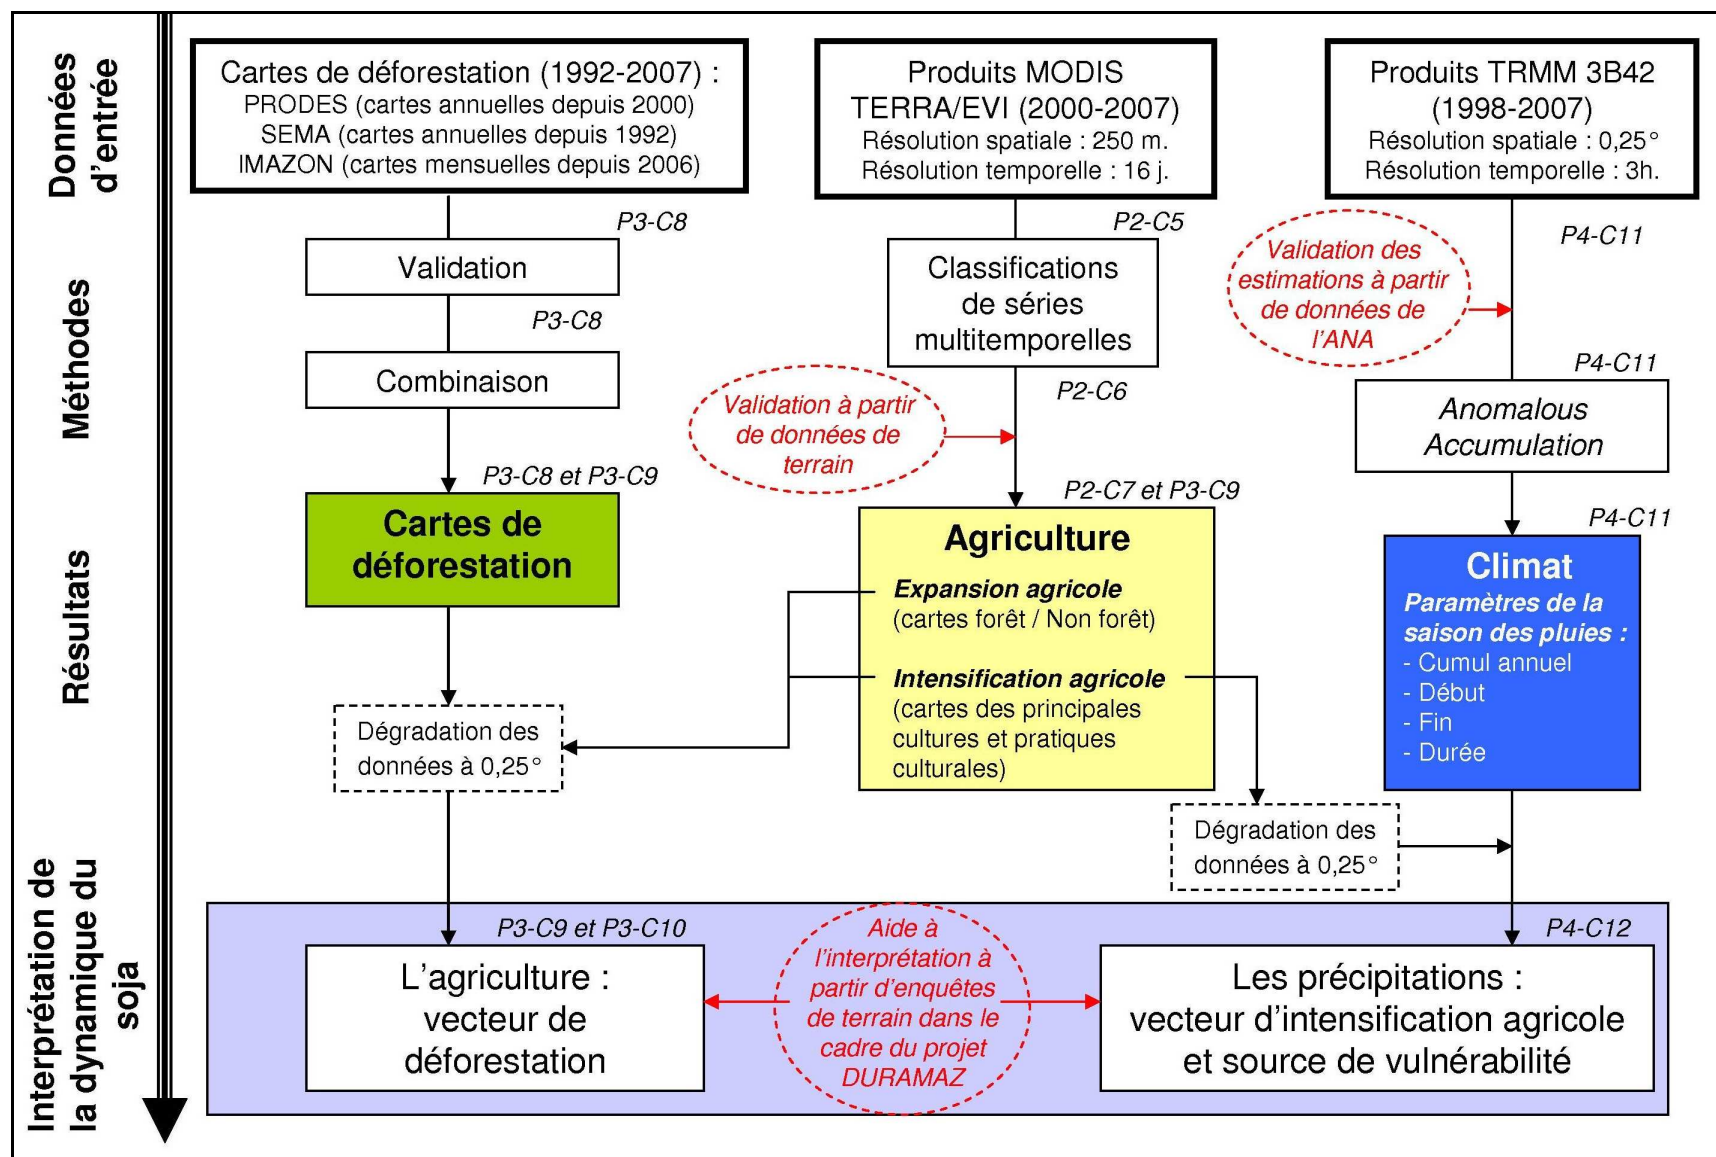 Données
d'entrée
Cartes de déforestation (1992-2007) :
PRODES (cartes annuelles depuis 2000)
SEMA (cartes annuelles depuis 1992)
IMAZON (cartes mensuelles depuis 2006)
Produits MODIS
TERRA/EVI (2000-2007)
Résolution spatiale : 250 m.
Résolution temporelle : 16 j.
Produits TRMM 3B42
(1998-2007)
Résolution spatiale : 0,25°
Résolution temporelle : 3h.
Méthodes
P3-C8
Validation
P3-C8
Combinaison
P2-C5
Classifications
de séries
multitemporelles
P2-C6
Validation à partir
de données de
terrain
P4-C11
Validation des
estimations à partir
de données de
l'ANA
P4-C11
Anomalous
Accumulation
Résultats
P3-C8 et P3-C9
Cartes de
déforestation
Dégradation des
données à 0,25°
P2-C7 et P3-C9
Agriculture
Expansion agricole
(cartes forêt / Non forêt)
Intensification agricole
(cartes des principales
cultures et pratiques
culturales)
P4-C11
Climat
Paramètres de la
saison des pluies :
- Cumul annuel
- Début
- Fin
- Durée
Dégradation des
données à 0,25°
Interprétation de
la dynamique du
soja
P3-C9 et P3-C10
L'agriculture :
vecteur de
déforestation
Aide à
l'interprétation à
partir d'enquêtes
de terrain dans le
cadre du projet
DURAMAZ
P4-C12
Les précipitations :
vecteur d'intensification agricole
et source de vulnérabilité